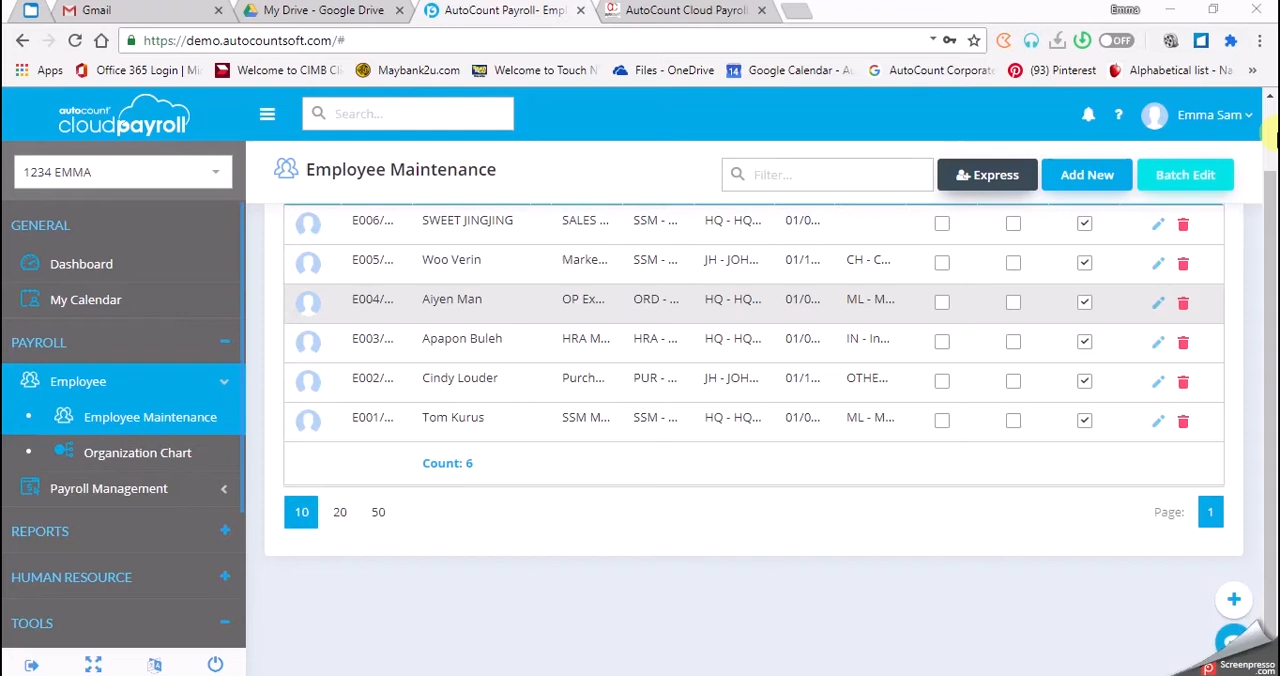 Gmail
My Drive - Google Drive
AutoCount Payroll- Empl
AutoCount Cloud Payroll
Emma
https://demo.autocountsoft.com/#
OFF
Apps
Office 365 Login | Mi
Welcome to CIMB Cli
Maybank2u.com
Welcome to Touch N
Files - OneDrive
Google Calendar - Au
AutoCount Corporate
(93) Pinterest
Alphabetical list - Na
autocount
cloudpayroll
Search...
?
Emma Sam
1234 EMMA
Employee Maintenance
Filter...
Express
Add New
Batch Edit
GENERAL
Dashboard
My Calendar
PAYROLL
Employee
Employee Maintenance
Organization Chart
Payroll Management
REPORTS
HUMAN RESOURCE
TOOLS
E006/... SWEET JINGJING SALES ... SSM - ... HQ - HQ... 01/0...
E005/... Woo Verin Marke... SSM - ... JH - JOH... 01/1... CH - C...
E004/... Aiyen Man OP Ex... ORD - ... HQ - HQ... 01/0... ML - M...
E003/... Apapon Buleh HRA M... HRA - ... HQ - HQ... 01/0... IN - In...
E002/... Cindy Louder Purch... PUR - ... JH - JOH... 01/1... OTHE...
E001/... Tom Kurus SSM M... SSM - ... HQ - HQ... 01/0... ML - M...
Count: 6
10 20 50
Page: 1
Screenpresso
.com